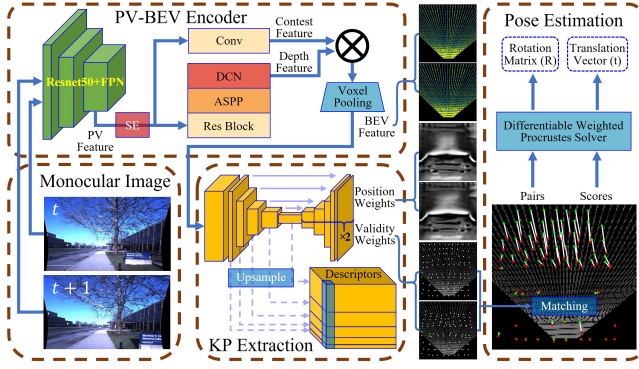 PV-BEV Encoder
Resnet50+FPN
PV
Feature
SE
Conv
Contest
Feature
Depth
Feature
DCN
ASPP
Res Block
Voxel
Pooling
BEV
Feature
Monocular Image
t
t + 1
Position
Weights
×2
Validity
Weights
Upsample
Descriptors
KP Extraction
Pose Estimation
Rotation
Matrix (R)
Translation
Vector (t)
Differentiable Weighted
Procrustes Solver
Pairs
Scores
Matching